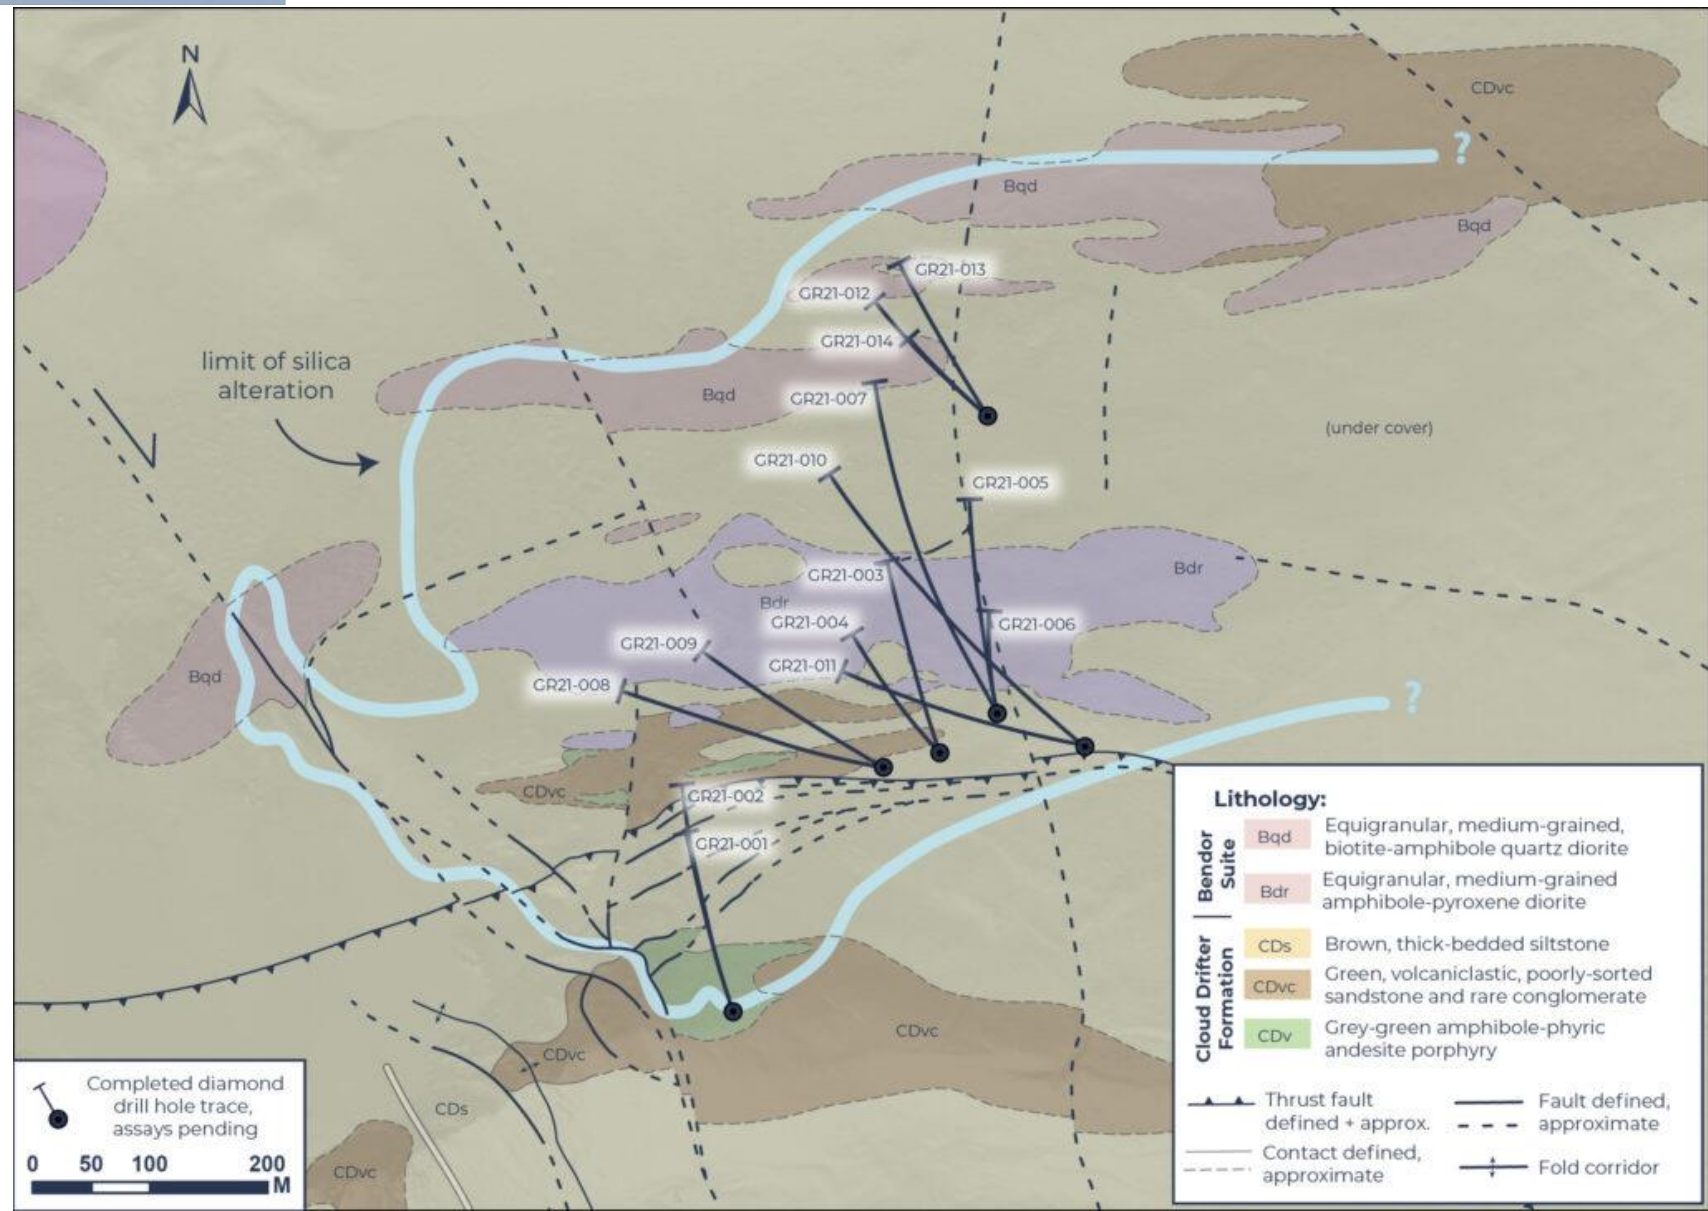 N
CDvc
?
Bqd
Bqd
GR21-013
GR21-012
GR21-014
limit of silica
alteration
Bqd
GR21-007
(under cover)
GR21-010
GR21-005
Bdr
GR21-003
Bdr
GR21-004
GR21-006
GR21-009
GR21-011
Bqd
GR21-008
?
CDvc
GR21-002
GR21-001
CDvc
CDvc
CDs
CDvc
Completed diamond
drill hole trace,
assays pending
0 50 100 200
M
Lithology:
Bendor
Suite
Bqd Equigranular, medium-grained,
biotite-amphibole quartz diorite
Bdr Equigranular, medium-grained
amphibole-pyroxene diorite
Cloud Drifter
Formation
CDs Brown, thick-bedded siltstone
CDvc Green, volcaniclastic, poorly-sorted
sandstone and rare conglomerate
CDv Grey-green amphibole-phyric
andesite porphyry
Thrust fault
defined + approx.
Fault defined,
approximate
Contact defined,
approximate
Fold corridor